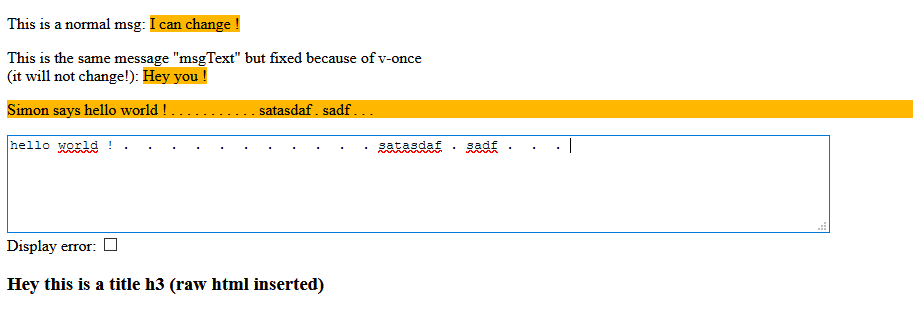 This is a normal msg: I can change !
This is the same message "msgText" but fixed because of v-once
(it will not change!): Hey you !
Simon says hello world ! . . . . . . . . . . . satasdaf . sadf . . .
hello world ! . . . . . . . . . . . satasdaf . sadf . . .
Display error:
Hey this is a title h3 (raw html inserted)